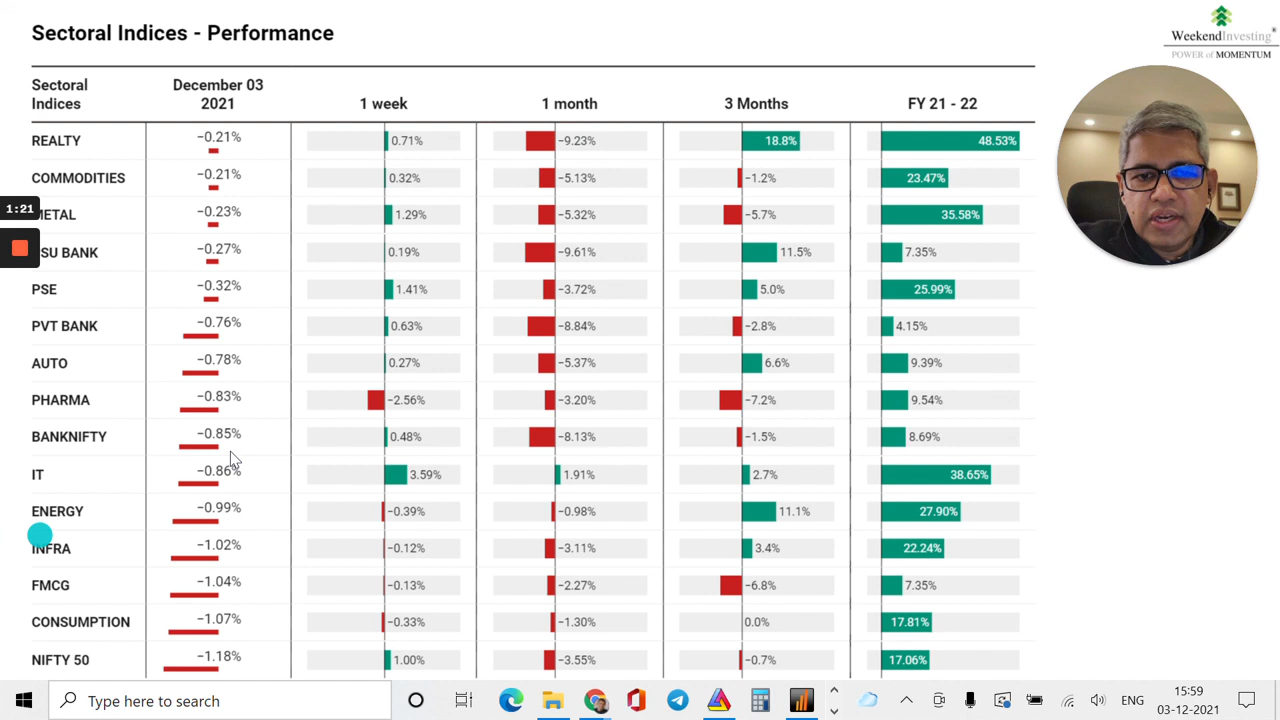 Sectoral Indices - Performance
WeekendInvesting
POWER of MOMENTUM
Sectoral Indices December 03 2021 1 week 1 month 3 Months FY 21 - 22
REALTY −0.21% 0.71% −9.23% 18.8% 48.53%
COMMODITIES −0.21% 0.32% −5.13% −1.2% 23.47%
1:21
METAL −0.23% 1.29% −5.32% −5.7% 35.58%
SU BANK −0.27% 0.19% −9.61% 11.5% 7.35%
PSE −0.32% 1.41% −3.72% 5.0% 25.99%
PVT BANK −0.76% 0.63% −8.84% −2.8% 4.15%
AUTO −0.78% 0.27% −5.37% 6.6% 9.39%
PHARMA −0.83% −2.56% −3.20% −7.2% 9.54%
BANKNIFTY −0.85% 0.48% −8.13% −1.5% 8.69%
IT −0.86% 3.59% 1.91% 2.7% 38.65%
ENERGY −0.99% −0.39% −0.98% 11.1% 27.90%
INFRA −1.02% −0.12% −3.11% 3.4% 22.24%
FMCG −1.04% −0.13% −2.27% −6.8% 7.35%
CONSUMPTION −1.07% −0.33% −1.30% 0.0% 17.81%
NIFTY 50 −1.18% 1.00% −3.55% −0.7% 17.06%
Type here to search
ENG
15:59
03-12-2021